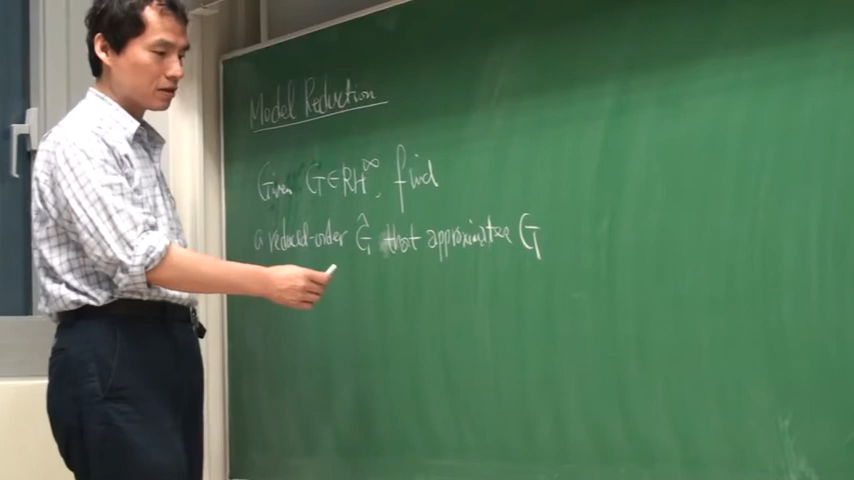 Model Reduction
Given G∈RH^∞, find
a reduced-order Ĝ that approximates G